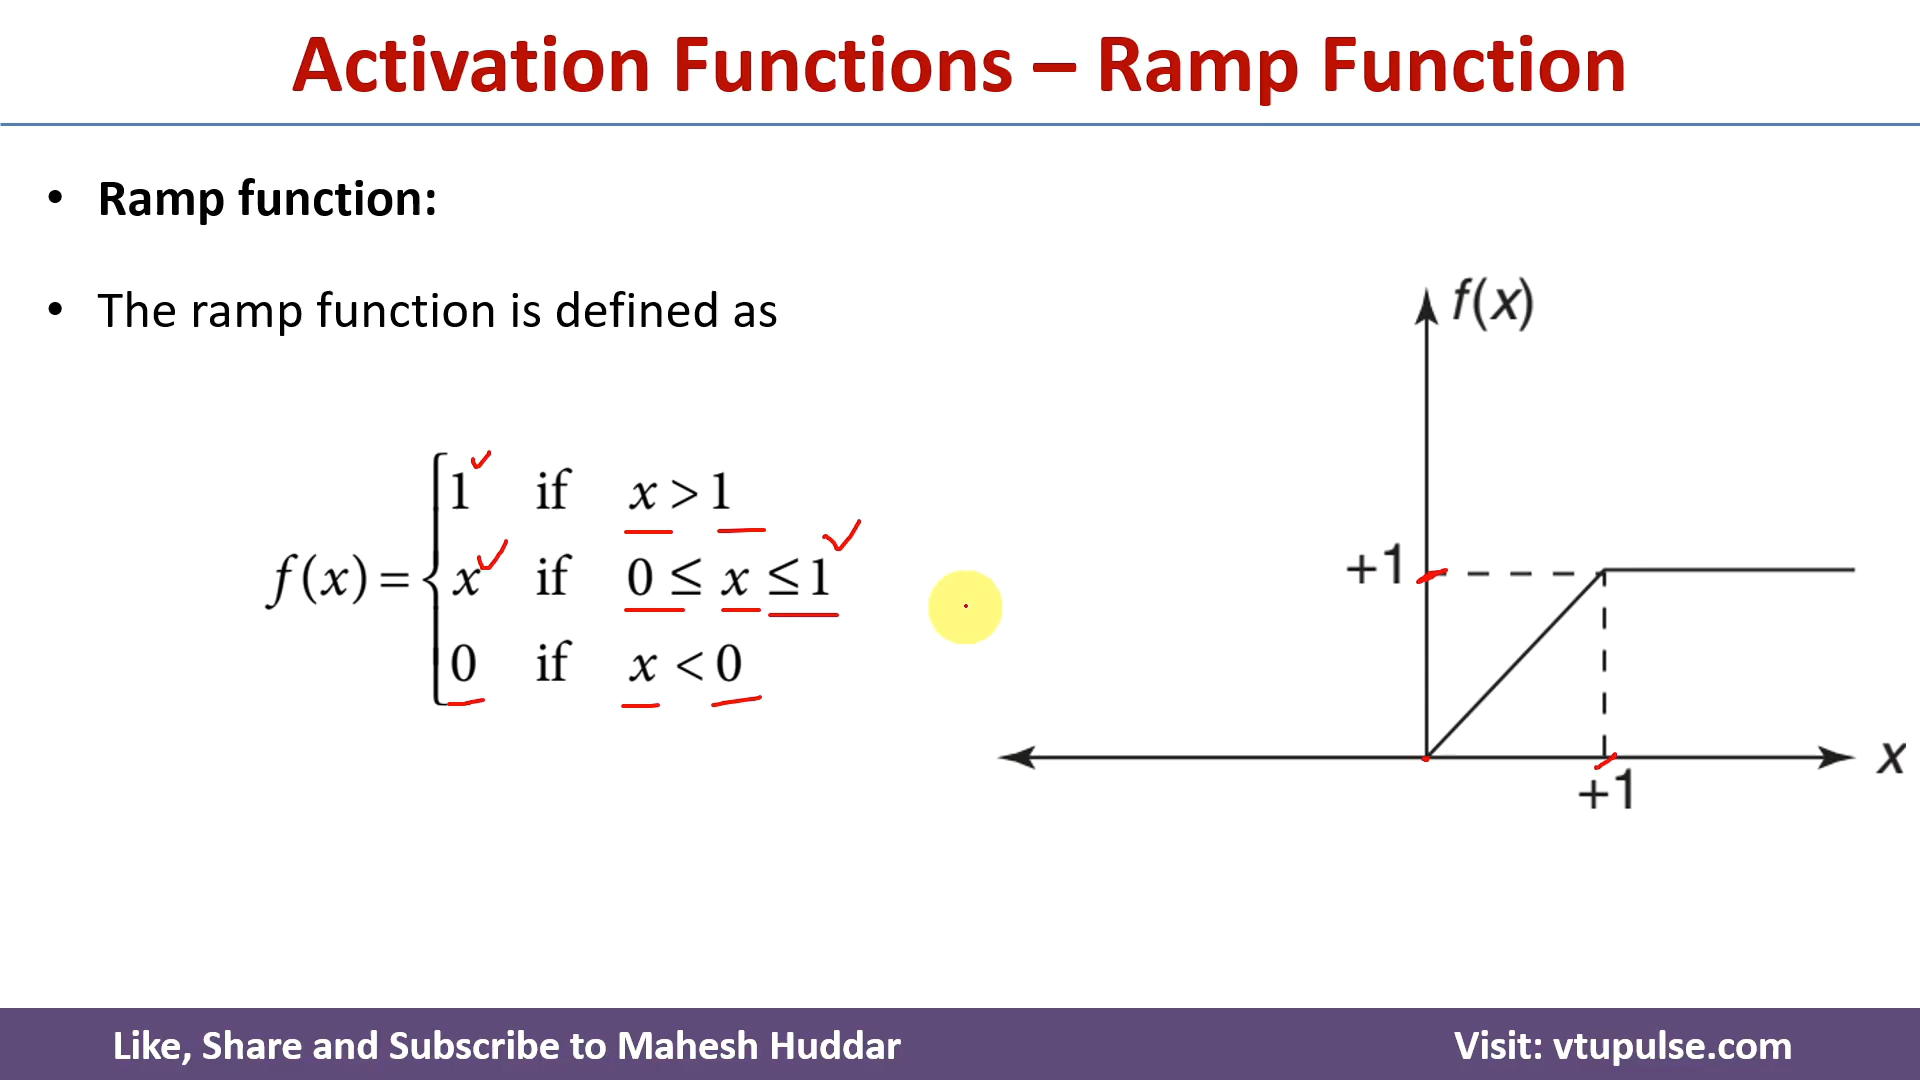 Activation Functions – Ramp Function
• Ramp function:
• The ramp function is defined as
f(x) = { 1 if x > 1
x if 0 ≤ x ≤ 1
0 if x < 0
f(x)
+1
x
+1
Like, Share and Subscribe to Mahesh Huddar
Visit: vtupulse.com